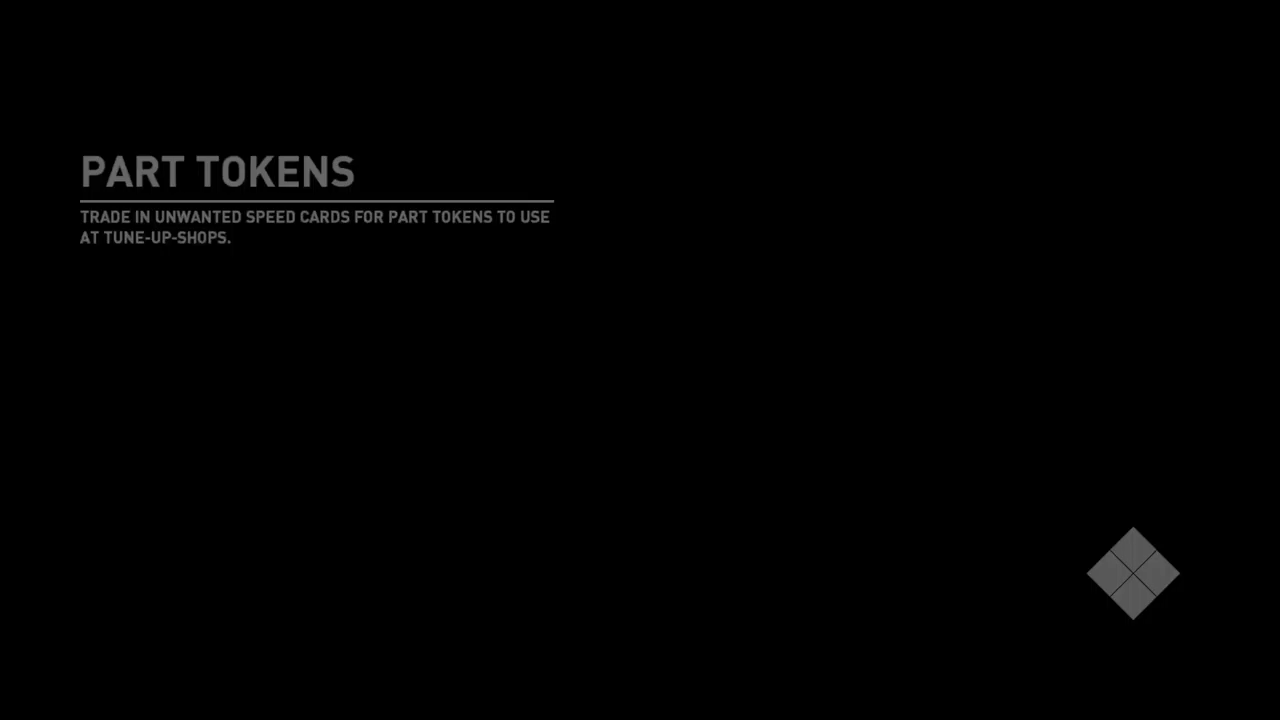 PART TOKENS
TRADE IN UNWANTED SPEED CARDS FOR PART TOKENS TO USE
AT TUNE-UP-SHOPS.